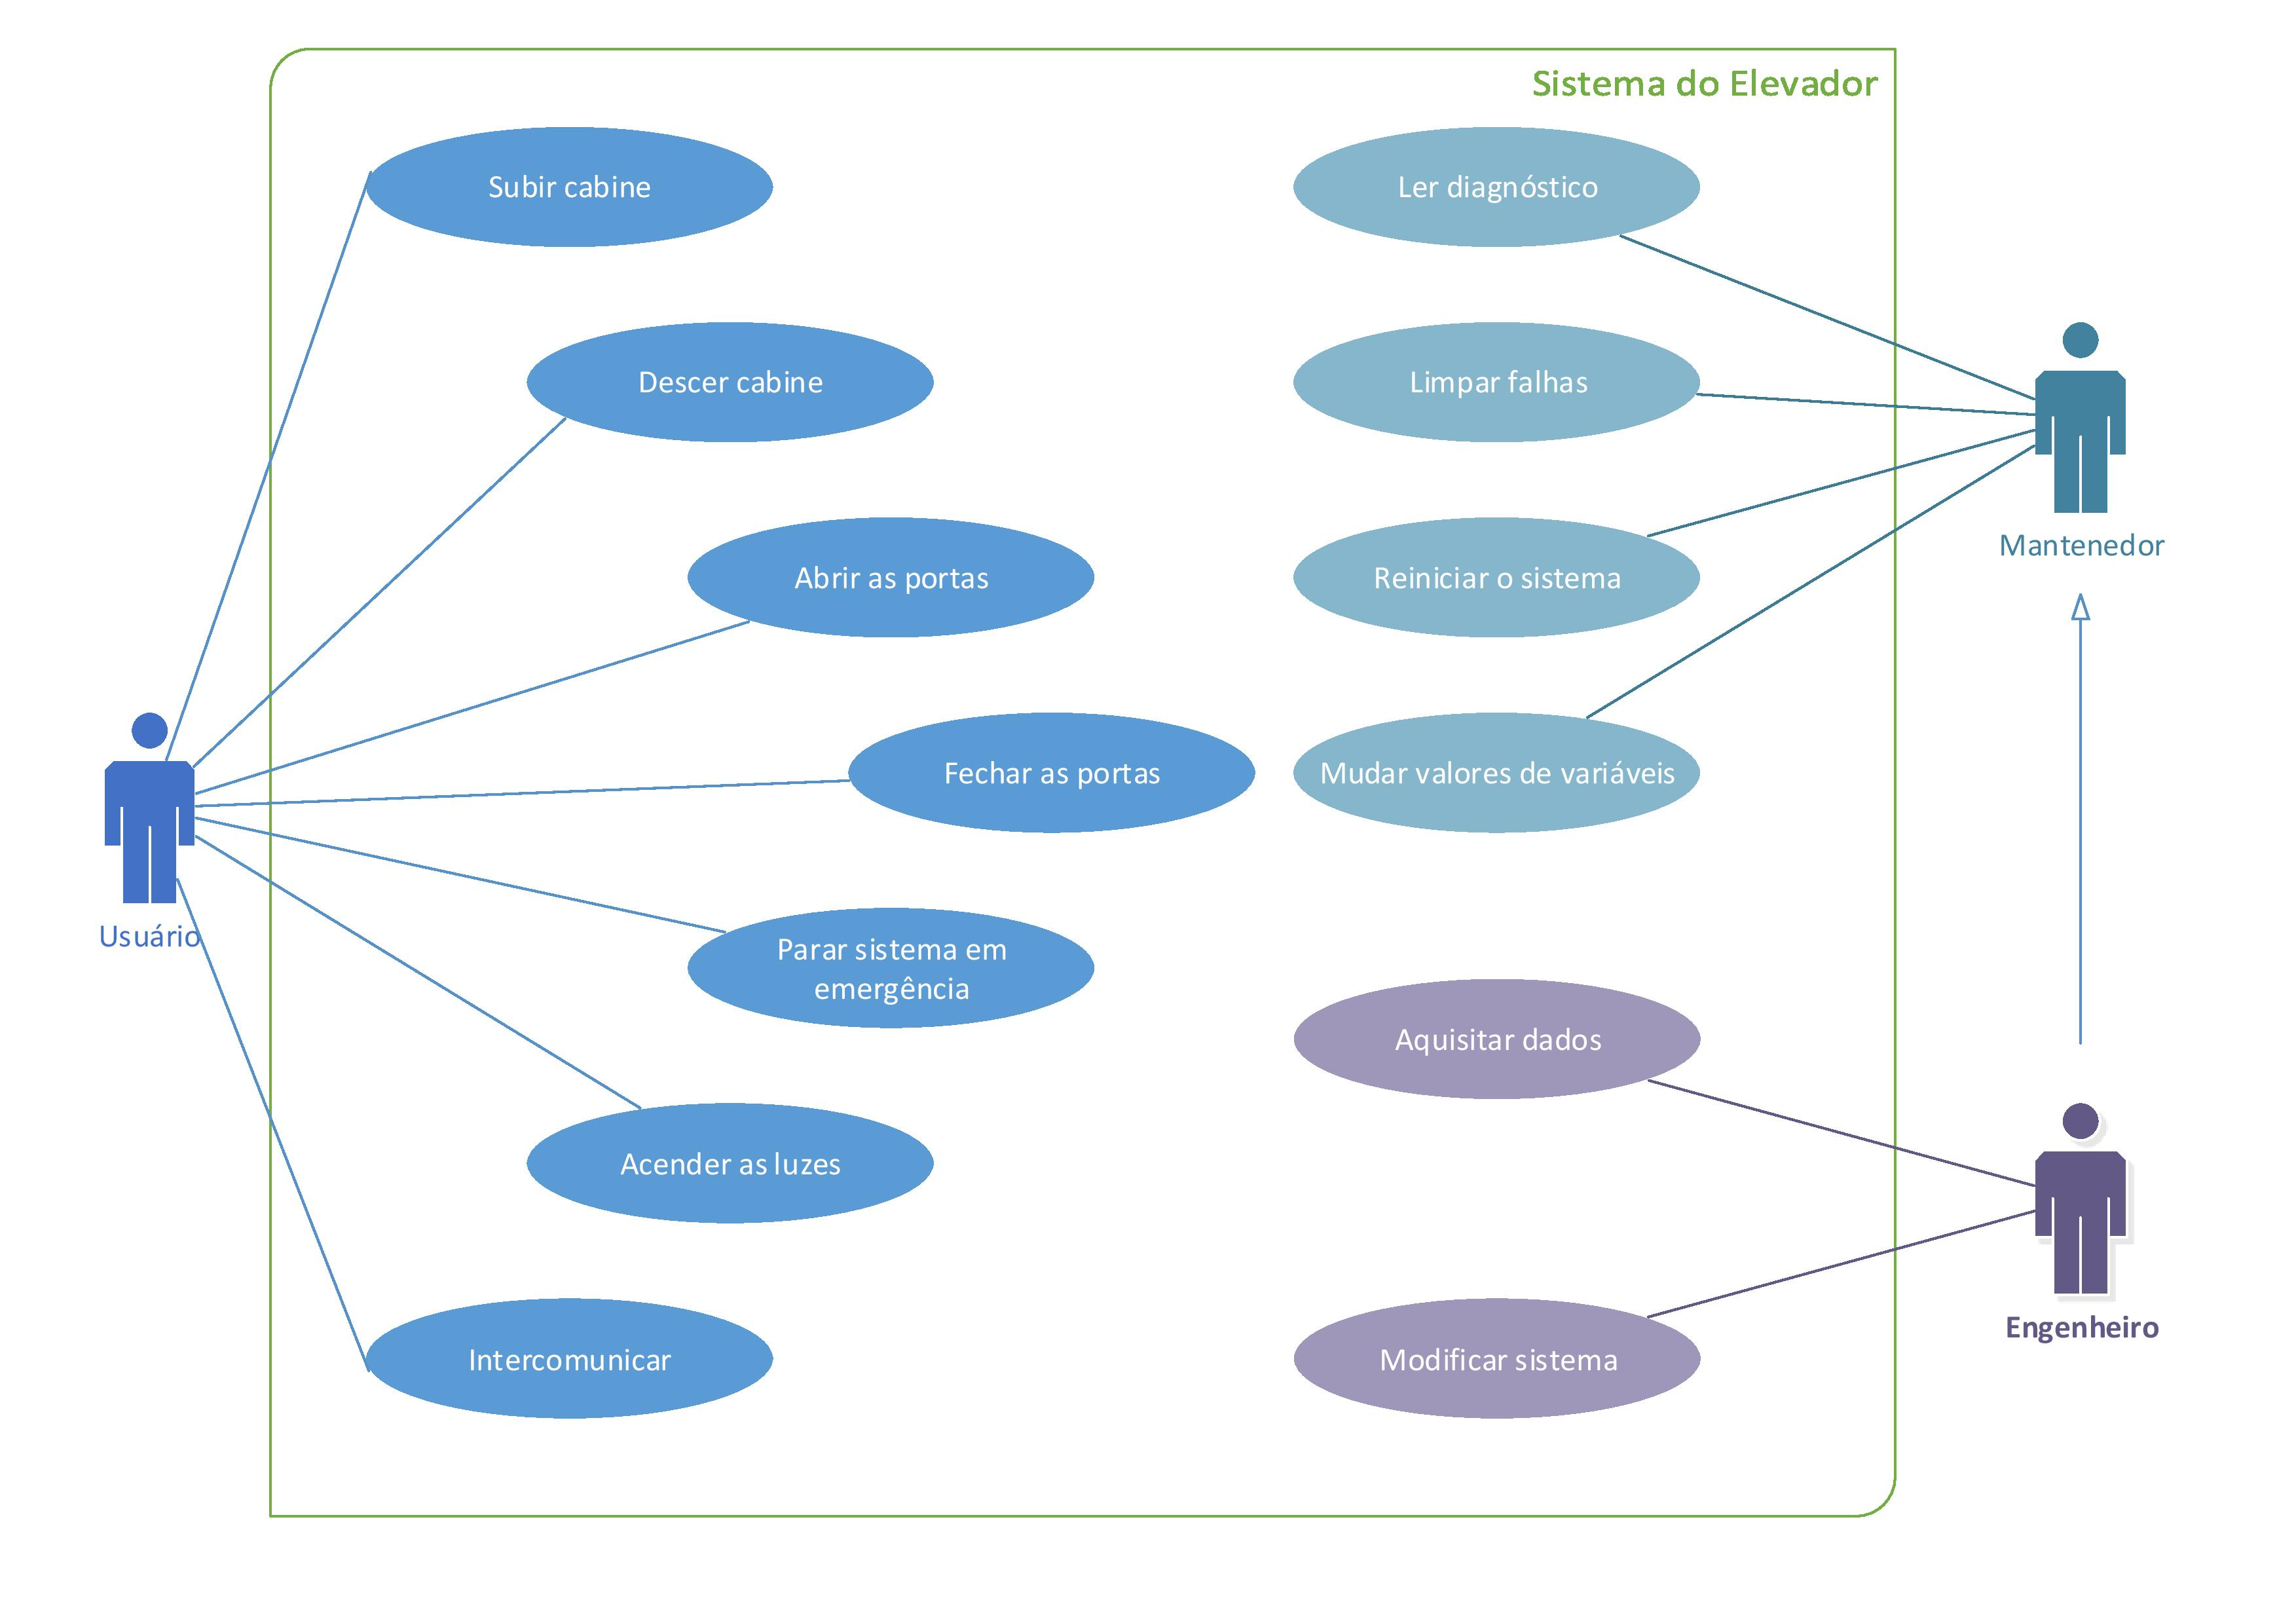 Sistema do Elevador
Subir cabine
Ler diagnóstico
Descer cabine
Limpar falhas
Abrir as portas
Reiniciar o sistema
Mantenedor
Fechar as portas
Mudar valores de variáveis
Usuário
Parar sistema em
emergência
Aquisitar dados
Acender as luzes
Engenheiro
Intercomunicar
Modificar sistema